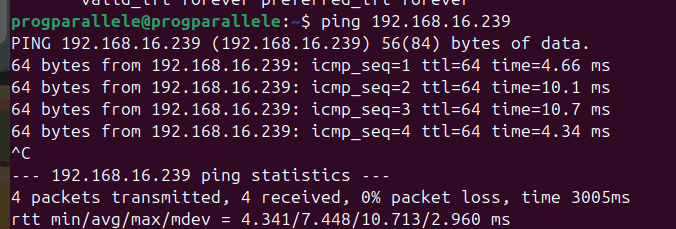 valid_lft forever preferred_lft forever
progparallele@progparallele:~$ ping 192.168.16.239
PING 192.168.16.239 (192.168.16.239) 56(84) bytes of data.
64 bytes from 192.168.16.239: icmp_seq=1 ttl=64 time=4.66 ms
64 bytes from 192.168.16.239: icmp_seq=2 ttl=64 time=10.1 ms
64 bytes from 192.168.16.239: icmp_seq=3 ttl=64 time=10.7 ms
64 bytes from 192.168.16.239: icmp_seq=4 ttl=64 time=4.34 ms
^C
--- 192.168.16.239 ping statistics ---
4 packets transmitted, 4 received, 0% packet loss, time 3005ms
rtt min/avg/max/mdev = 4.341/7.448/10.713/2.960 ms